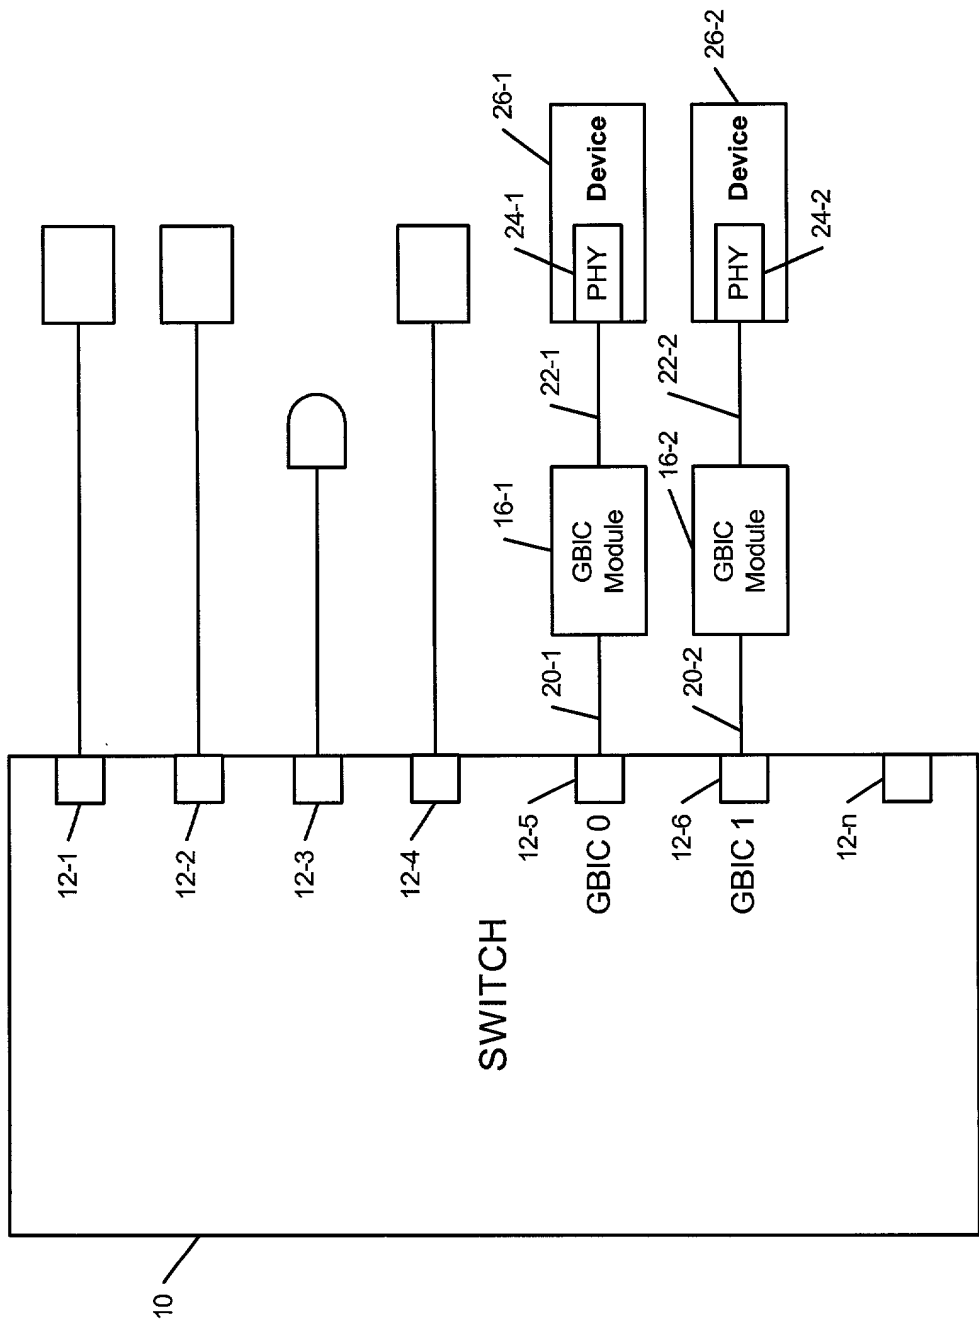 10
SWITCH
12-1
12-2
12-3
12-4
12-5
GBIC 0
12-6
GBIC 1
12-n
20-1
20-2
16-1
GBIC
Module
16-2
GBIC
Module
22-1
22-2
24-1
PHY
Device
26-1
24-2
PHY
Device
26-2